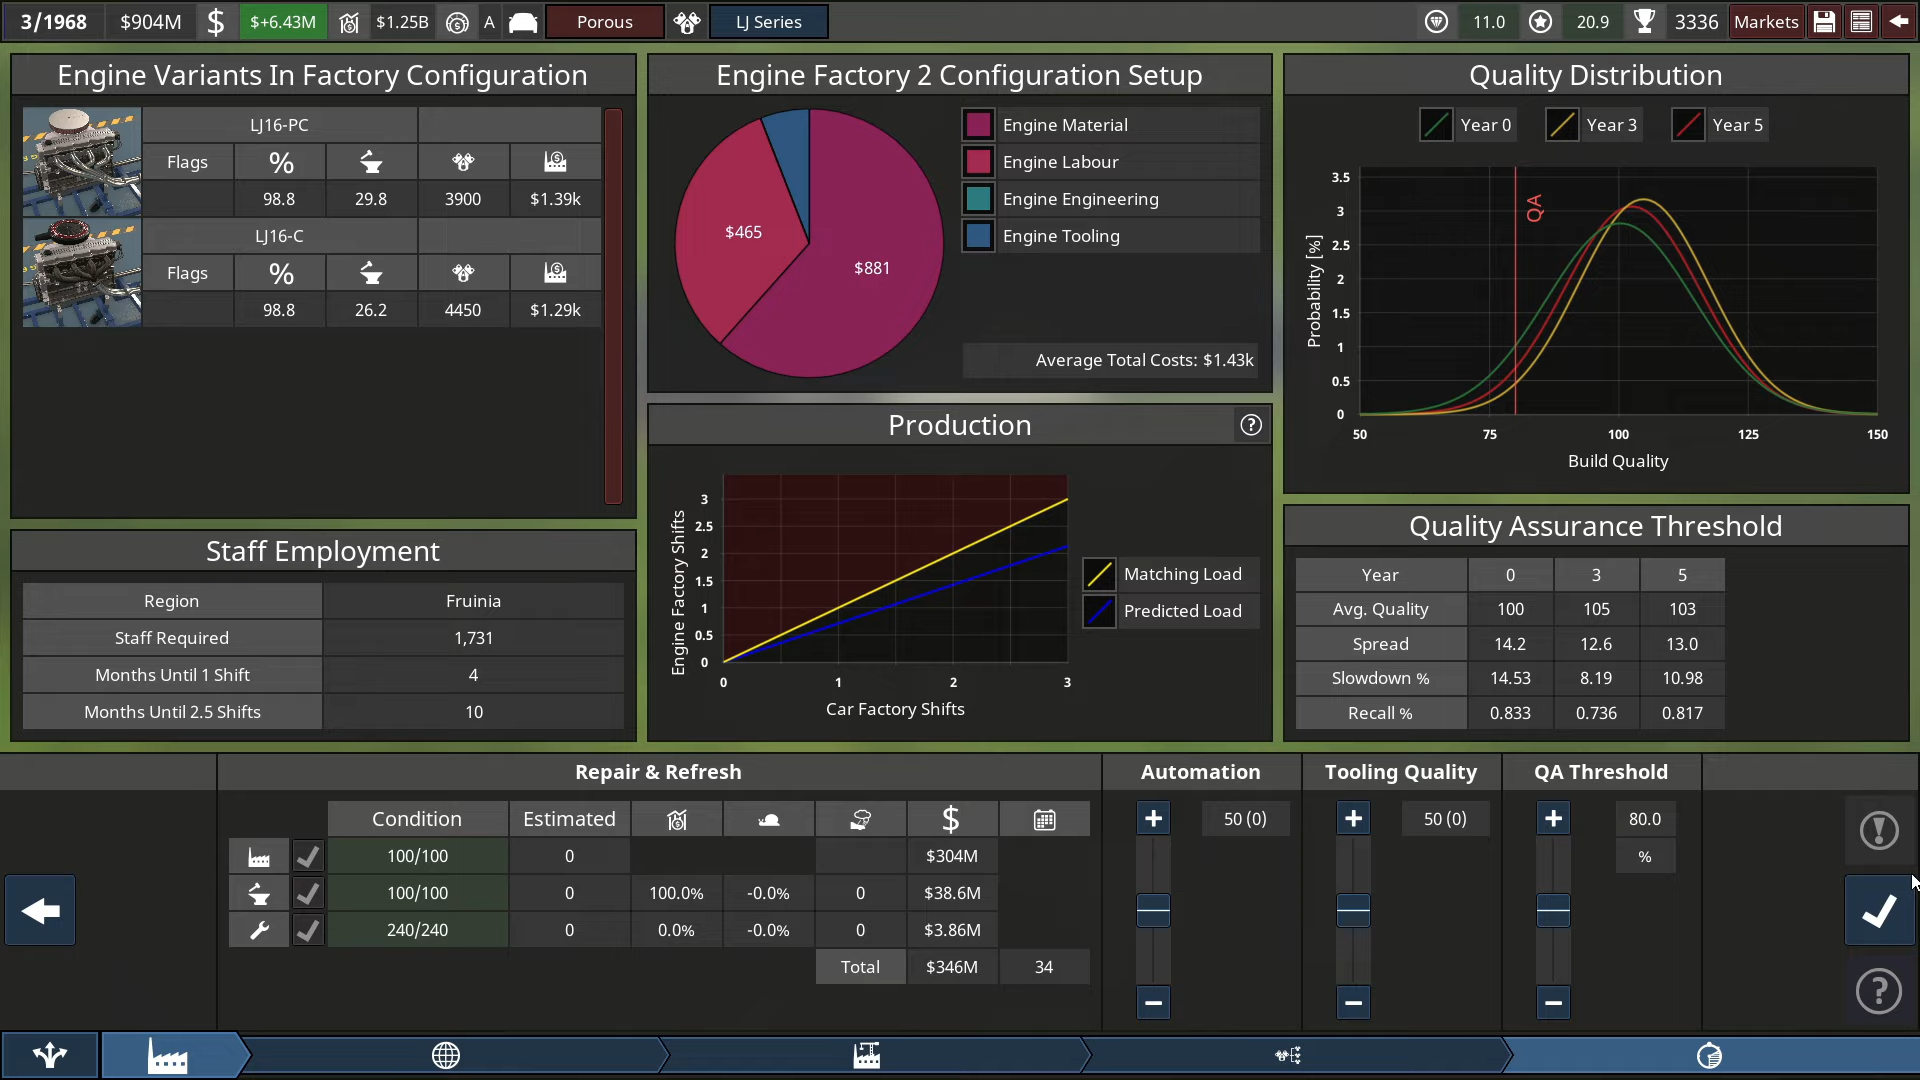 3/1968 $904M $+6.43M $1.25B A Porous LJ Series 11.0 20.9 3336 Markets
Engine Variants In Factory Configuration
LJ16-PC
Flags %
98.8 29.8 3900 $1.39k
LJ16-C
Flags %
98.8 26.2 4450 $1.29k
Staff Employment
Region Fruinia
Staff Required 1,731
Months Until 1 Shift 4
Months Until 2.5 Shifts 10
Engine Factory 2 Configuration Setup
$465
$881
Engine Material
Engine Labour
Engine Engineering
Engine Tooling
Average Total Costs: $1.43k
Production ?
Engine Factory Shifts
3
2.5
2
1.5
1
0.5
0
0 1 2 3
Car Factory Shifts
Matching Load
Predicted Load
Quality Distribution
Year 0 Year 3 Year 5
Probability [%]
3.5
3
2.5
2
1.5
1
0.5
0
QA
50 75 100 125 150
Build Quality
Quality Assurance Threshold
Year 0 3 5
Avg. Quality 100 105 103
Spread 14.2 12.6 13.0
Slowdown % 14.53 8.19 10.98
Recall % 0.833 0.736 0.817
Repair & Refresh
Condition Estimated $
100/100 0 $304M
100/100 0 100.0% -0.0% 0 $38.6M
240/240 0 0.0% -0.0% 0 $3.86M
Total $346M 34
Automation
+ 50 (0)
−
Tooling Quality
+ 50 (0)
−
QA Threshold
+ 80.0
%
−
!
?